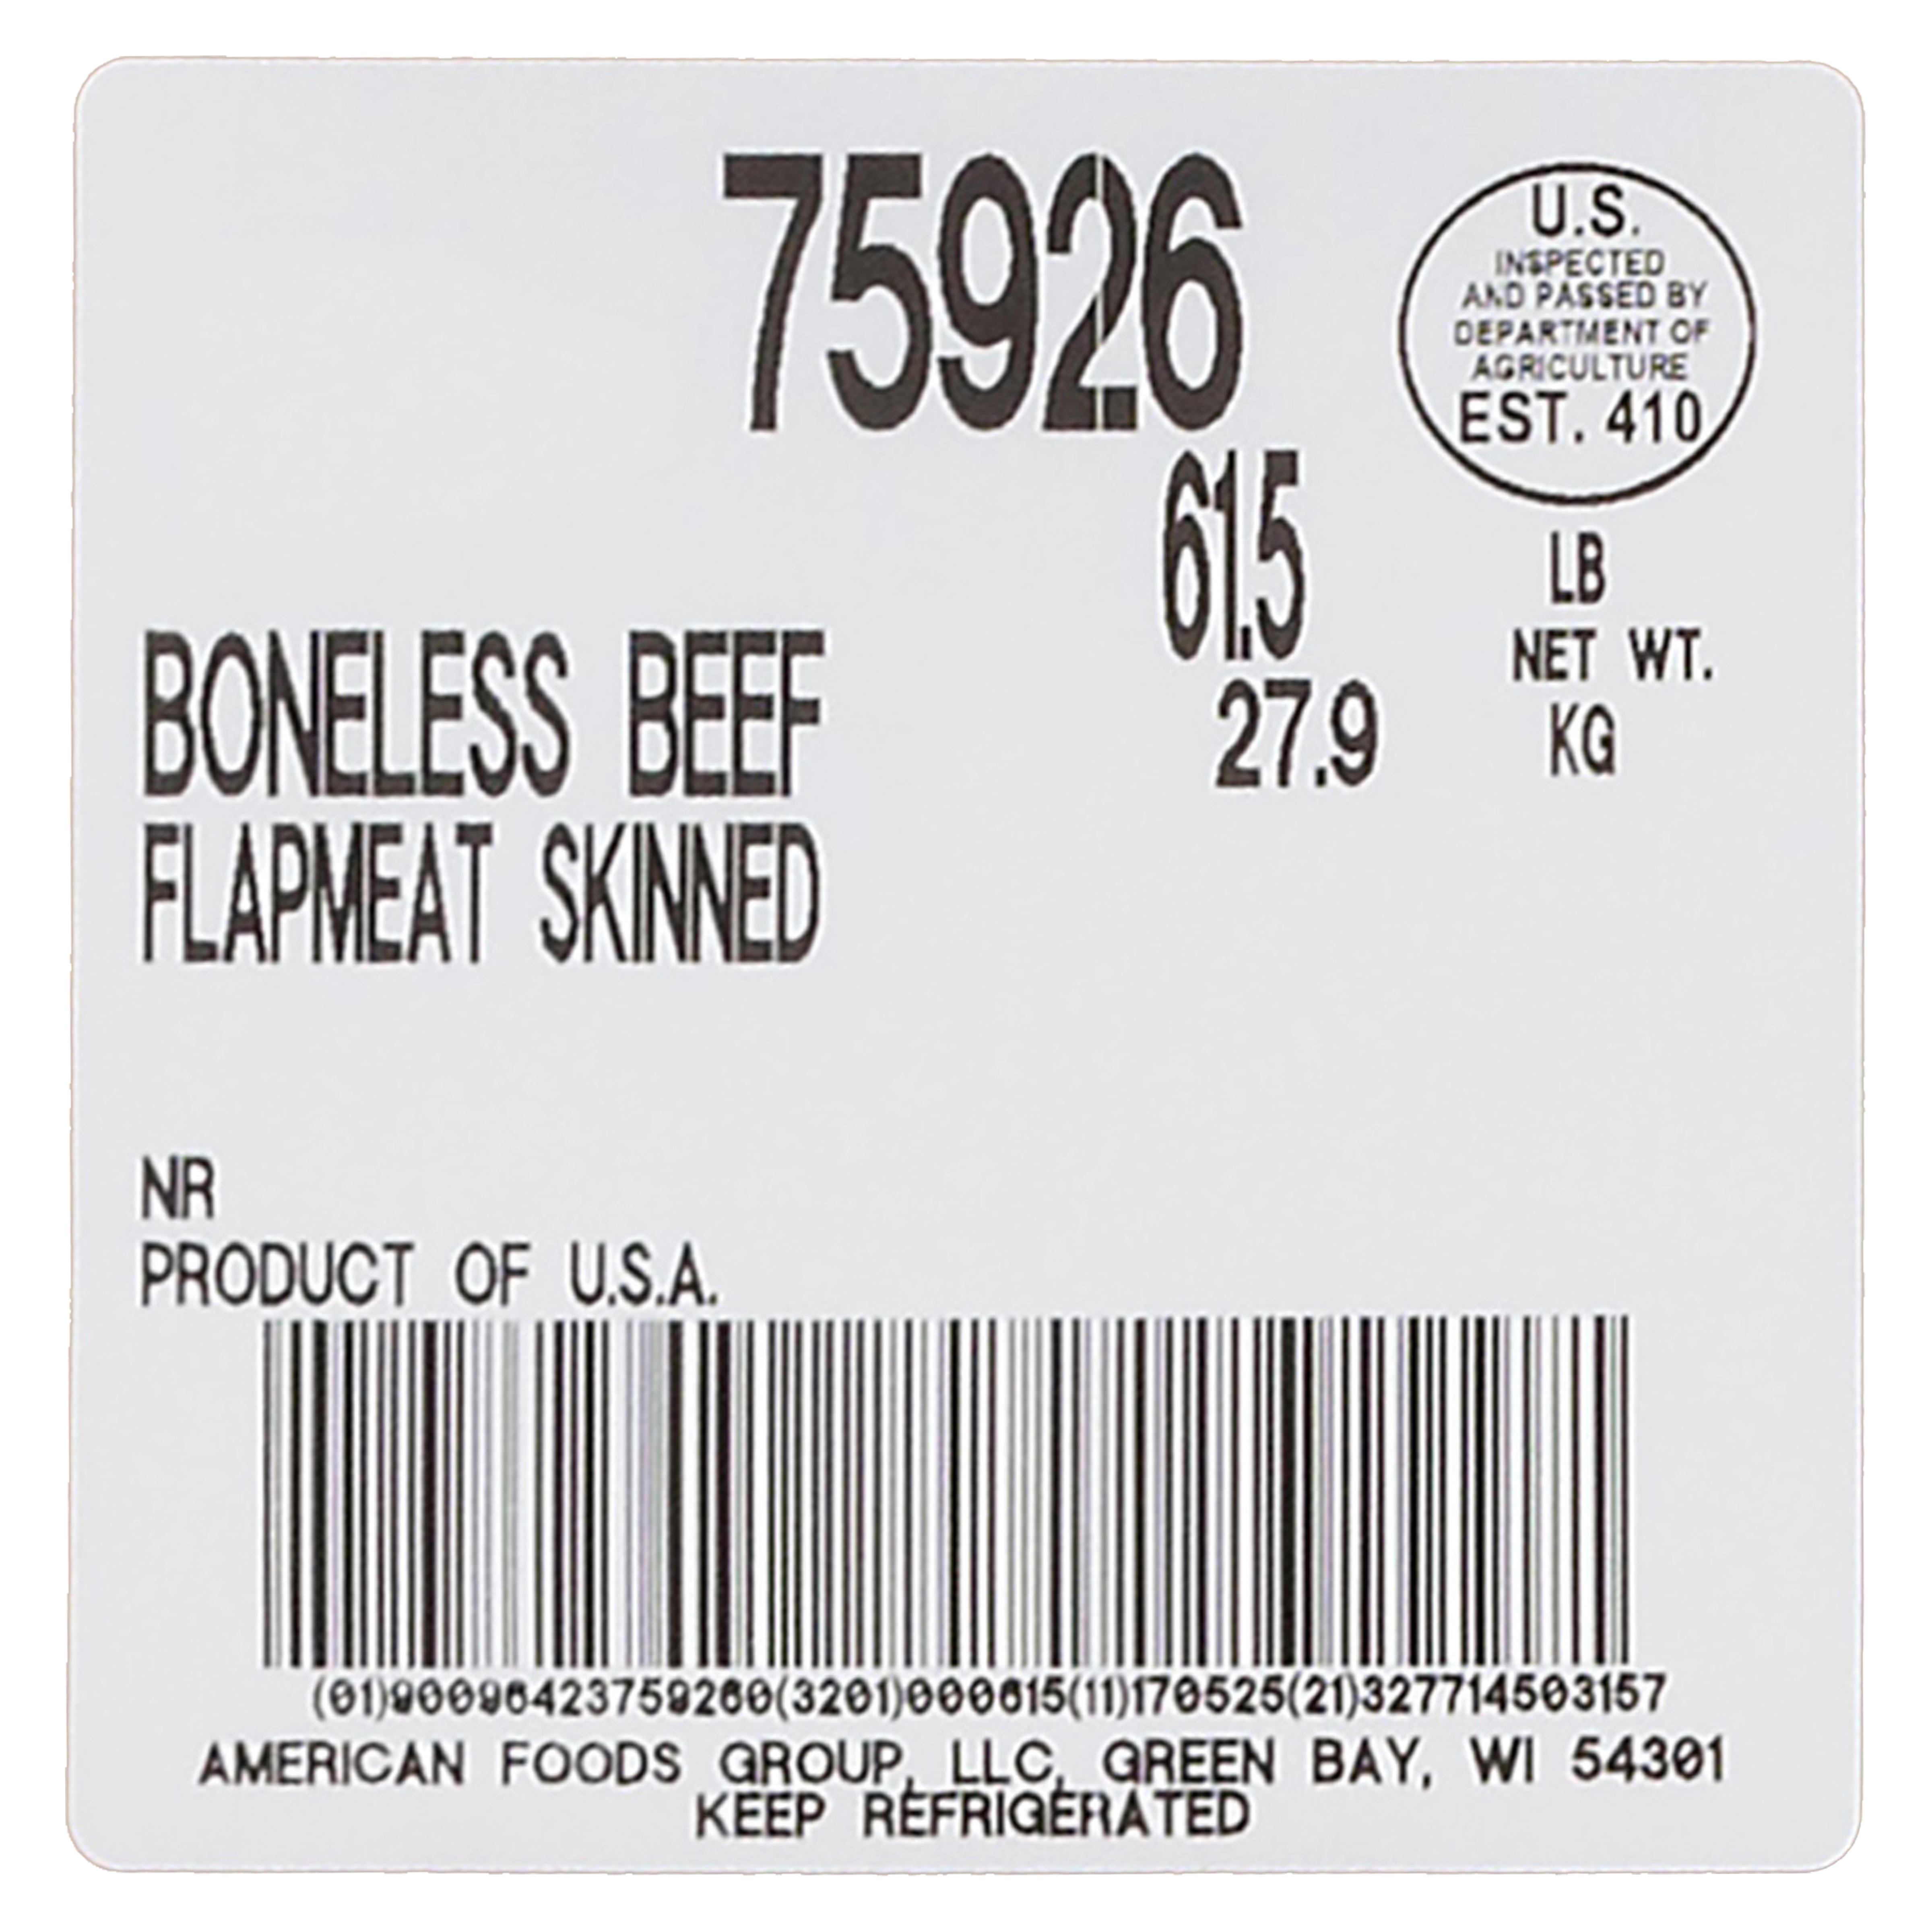 75926
U.S.
INSPECTED
AND PASSED BY
DEPARTMENT OF
AGRICULTURE
EST. 410
61.5 LB
NET WT.
27.9 KG
BONELESS BEEF
FLAPMEAT SKINNED
NR
PRODUCT OF U.S.A.
(01)90096423759260(3201)000615(11)170525(21)327714503157
AMERICAN FOODS GROUP, LLC, GREEN BAY, WI 54301
KEEP REFRIGERATED